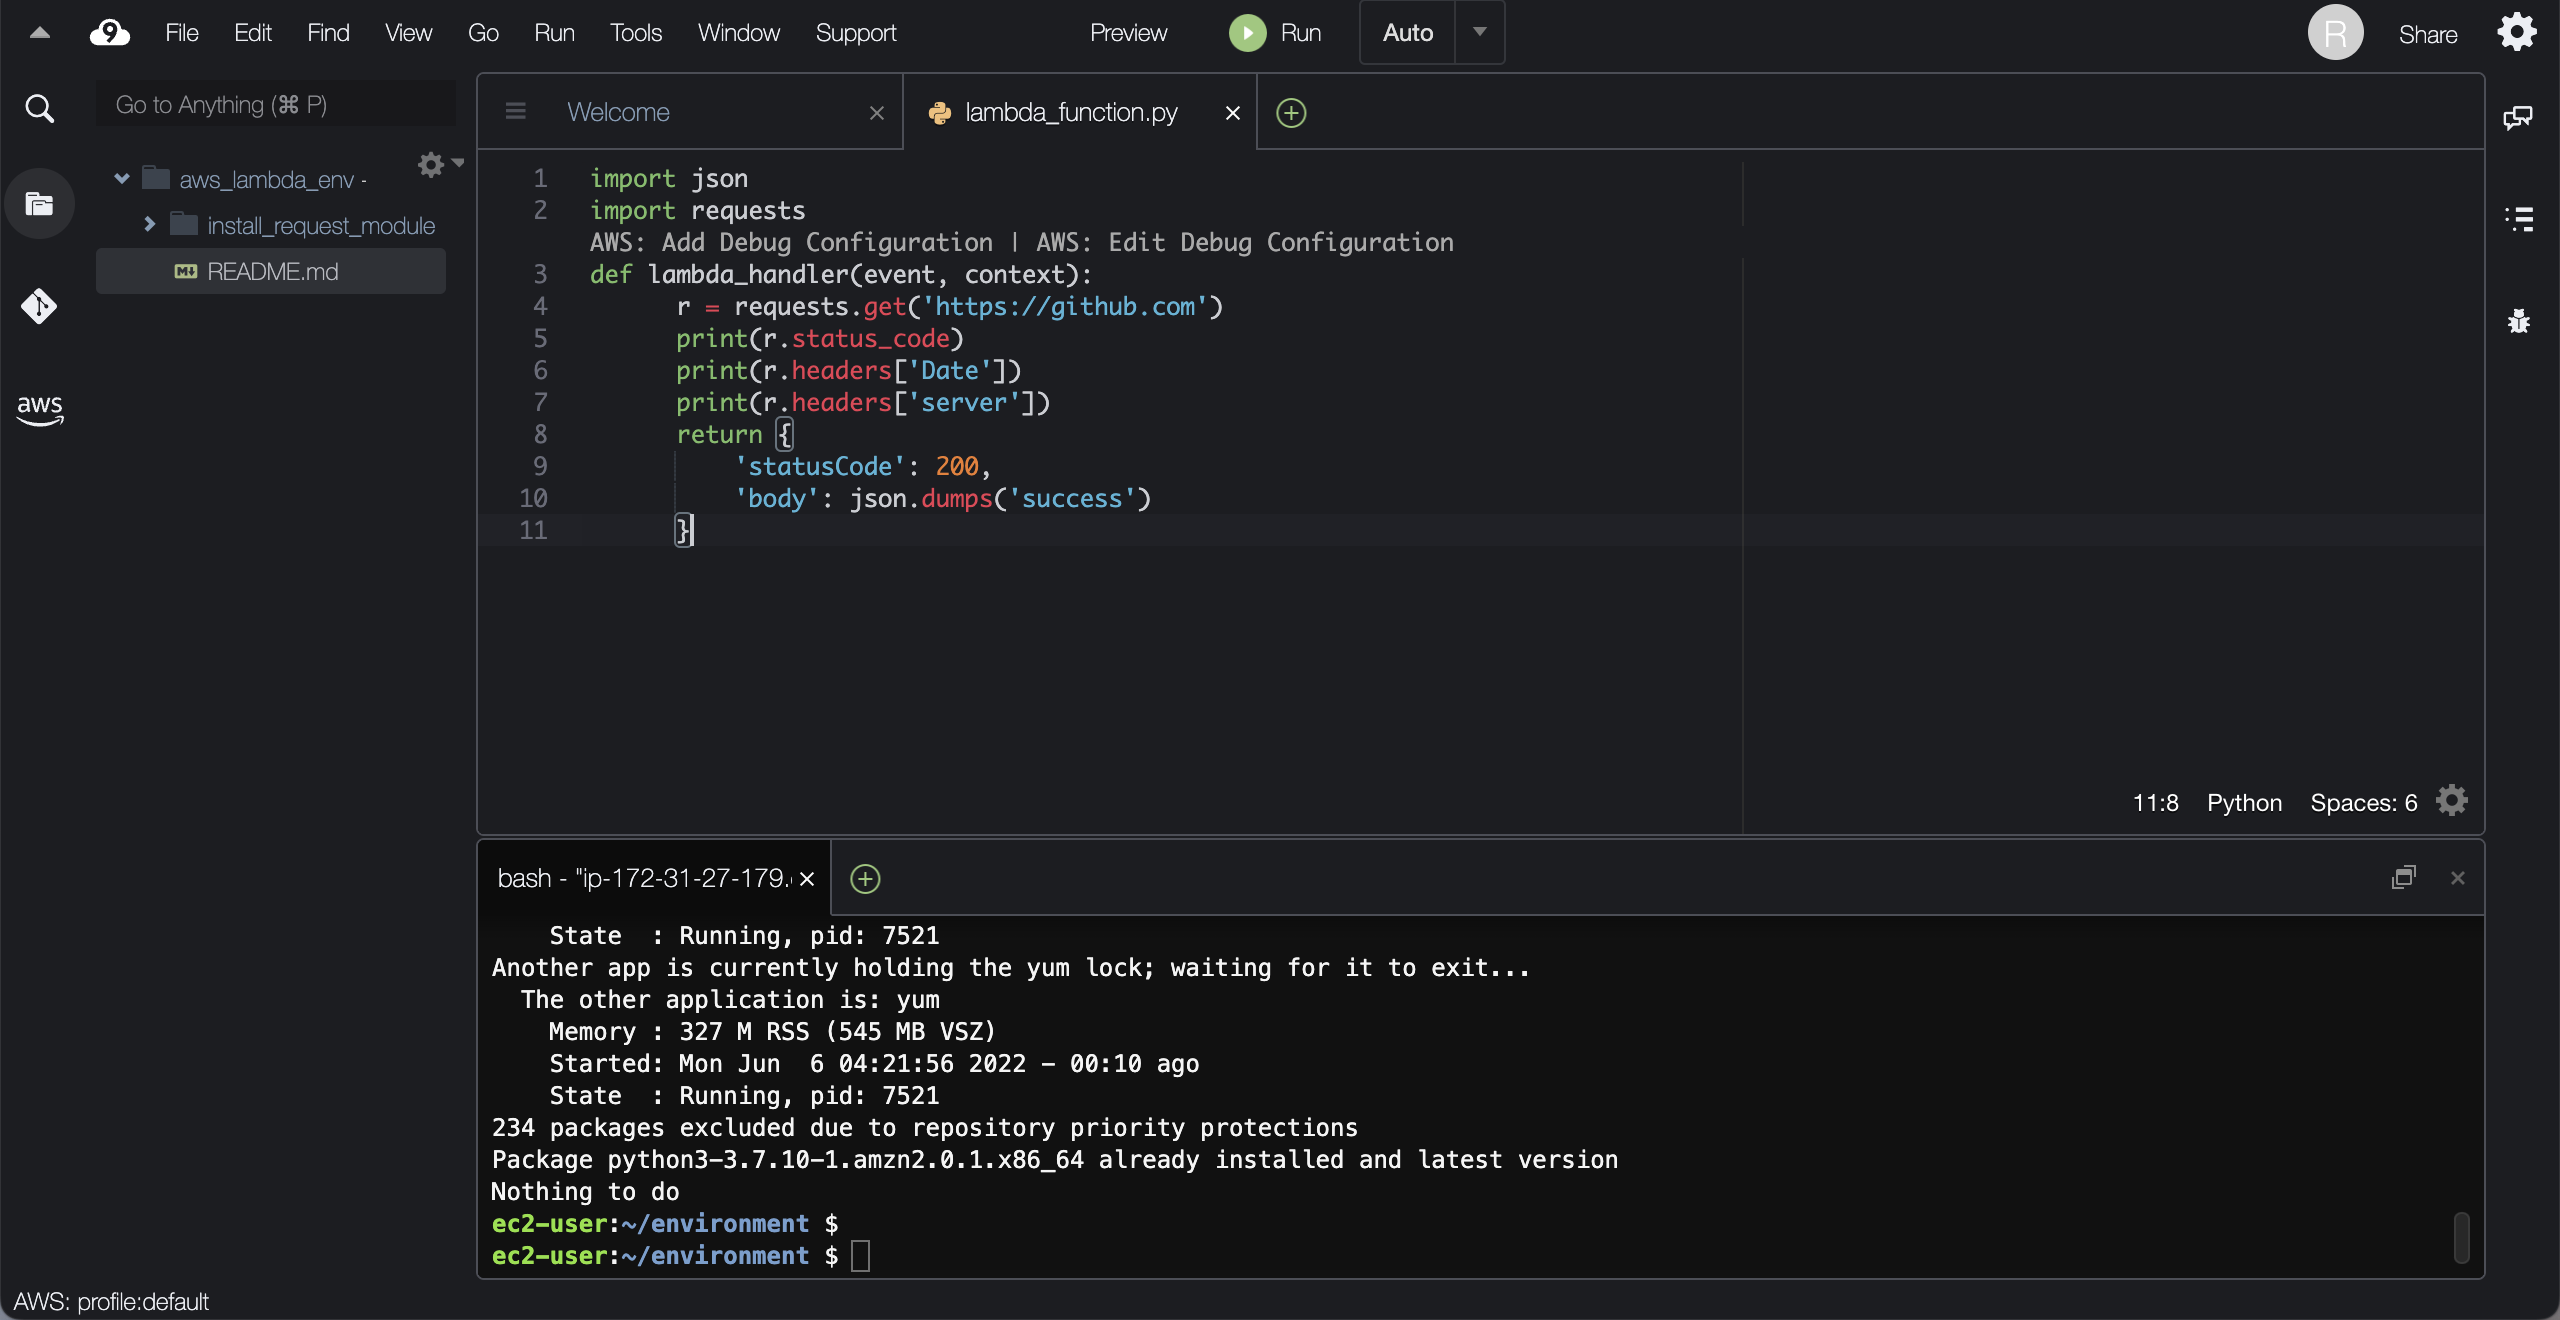 9 File Edit Find View Go Run Tools Window Support Preview Run Auto R Share
Go to Anything (⌘ P)
aws_lambda_env -
install_request_module
M↓ README.md
aws
Welcome × lambda_function.py ×
1 import json
2 import requests
AWS: Add Debug Configuration | AWS: Edit Debug Configuration
3 def lambda_handler(event, context):
4 r = requests.get('https://github.com')
5 print(r.status_code)
6 print(r.headers['Date'])
7 print(r.headers['server'])
8 return {
9 'statusCode': 200,
10 'body': json.dumps('success')
11 }
11:8 Python Spaces: 6
bash - "ip-172-31-27-179. ×
State : Running, pid: 7521
Another app is currently holding the yum lock; waiting for it to exit...
The other application is: yum
Memory : 327 M RSS (545 MB VSZ)
Started: Mon Jun 6 04:21:56 2022 - 00:10 ago
State : Running, pid: 7521
234 packages excluded due to repository priority protections
Package python3-3.7.10-1.amzn2.0.1.x86_64 already installed and latest version
Nothing to do
ec2-user:~/environment $
ec2-user:~/environment $
AWS: profile:default